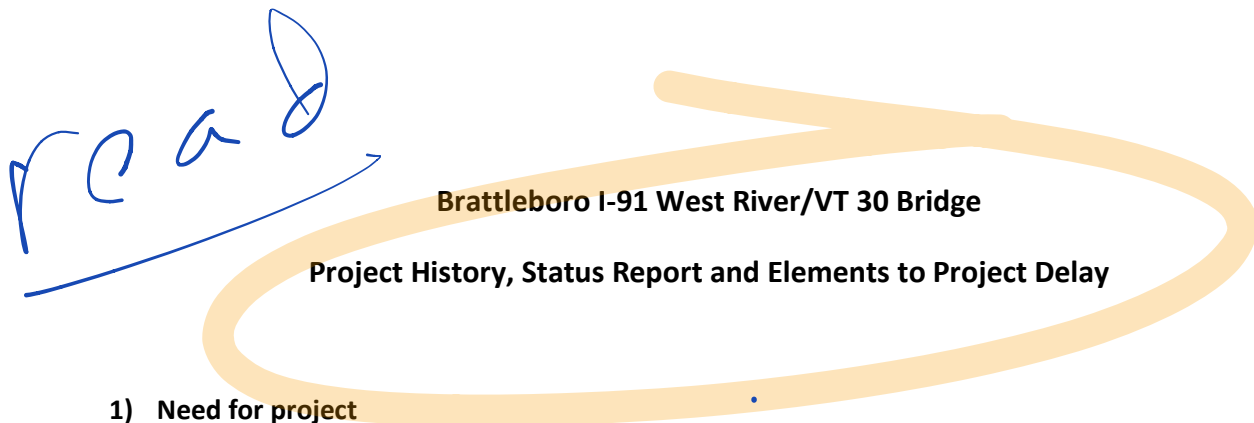 read
Brattleboro I-91 West River/VT 30 Bridge
Project History, Status Report and Elements to Project Delay
1) Need for project